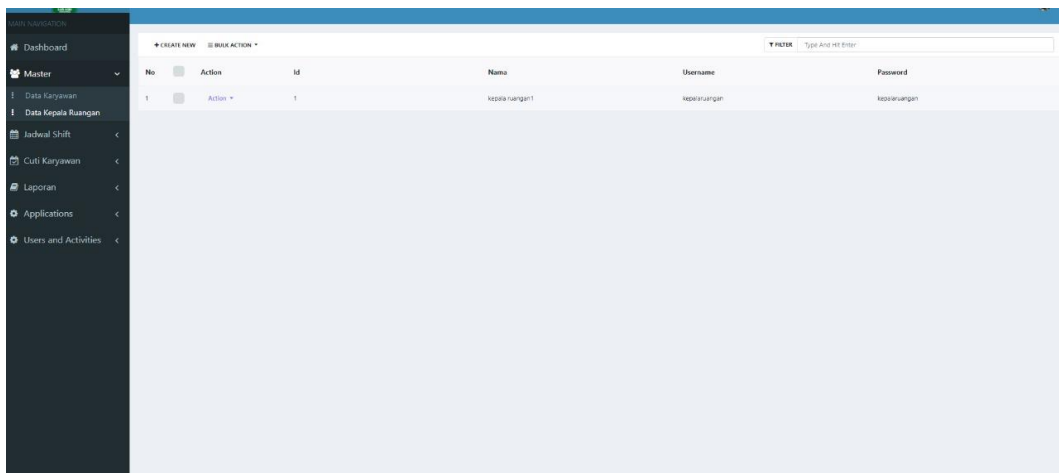 MAIN NAVIGATION
Dashboard
Master
Data Karyawan
Data Kepala Ruangan
Jadwal Shift
Cuti Karyawan
Laporan
Applications
Users and Activities
+ CREATE NEW BULK ACTION
FILTER Type And Hit Enter
No Action Id Nama Username Password
1 Action 1 kepala ruangan1 kepalaruangan kepalaruangan